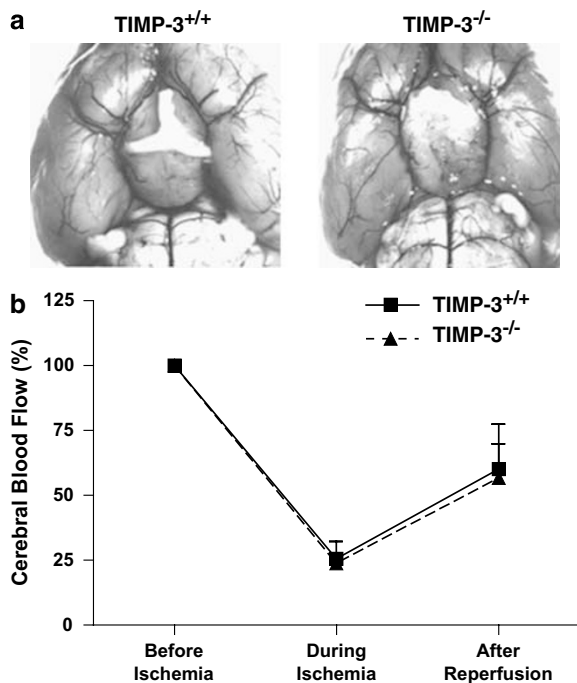 a
TIMP-3+/+
TIMP-3-/-
b
TIMP-3+/+
TIMP-3-/-
Cerebral Blood Flow (%)
125
100
75
50
25
0
Before
Ischemia
During
Ischemia
After
Reperfusion